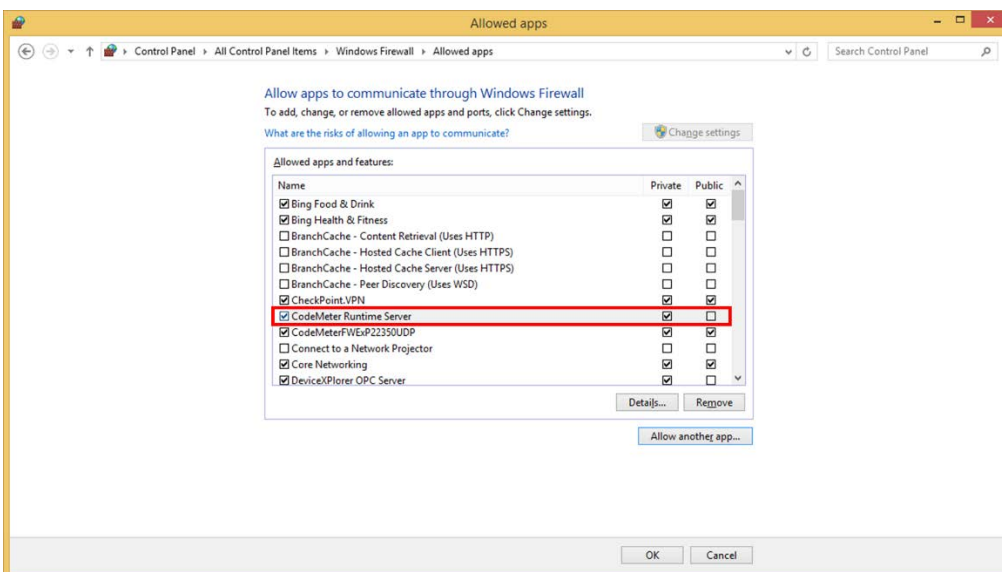 Allowed apps
Control Panel
All Control Panel Items
Windows Firewall
Allowed apps
Search Control Panel
Allow apps to communicate through Windows Firewall
To add, change, or remove allowed apps and ports, click Change settings.
What are the risks of allowing an app to communicate?
Change settings
Allowed apps and features:
Name Private Public
Bing Food & Drink
Bing Health & Fitness
BranchCache - Content Retrieval (Uses HTTP)
BranchCache - Hosted Cache Client (Uses HTTPS)
BranchCache - Hosted Cache Server (Uses HTTPS)
BranchCache - Peer Discovery (Uses WSD)
CheckPoint.VPN
CodeMeter Runtime Server
CodeMeterFWExP22350UDP
Connect to a Network Projector
Core Networking
DeviceXPlorer OPC Server
Details... Remove
Allow another app...
OK Cancel